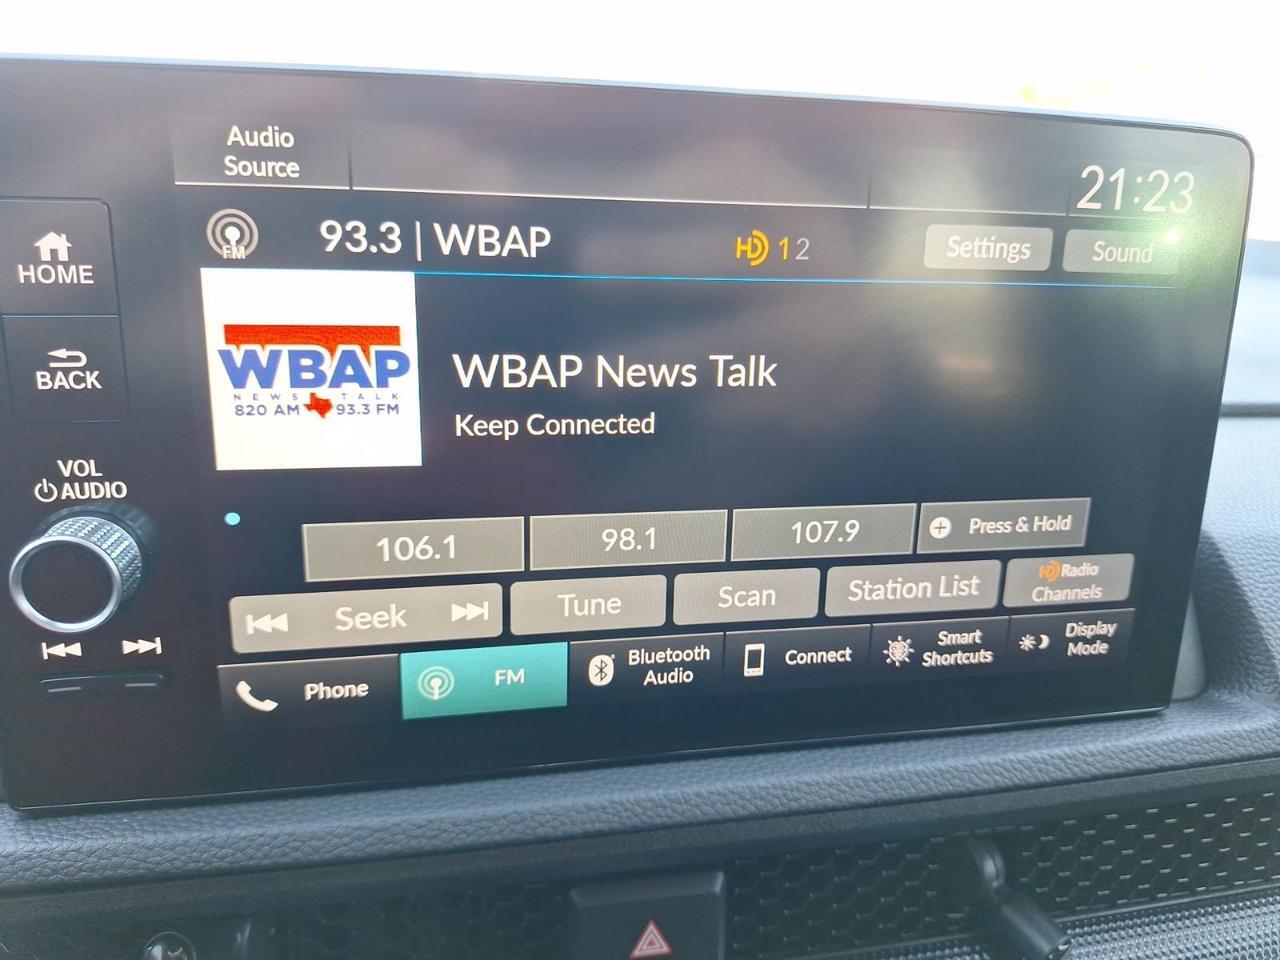 Audio
Source
21:23
FM
93.3 | WBAP
HD 1 2
Settings
Sound
HOME
BACK
VOL
AUDIO
WBAP
NEWS TALK
820 AM 93.3 FM
WBAP News Talk
Keep Connected
106.1
98.1
107.9
Press & Hold
Seek
Tune
Scan
Station List
HD Radio
Channels
Phone
FM
Bluetooth
Audio
Connect
Smart
Shortcuts
Display
Mode